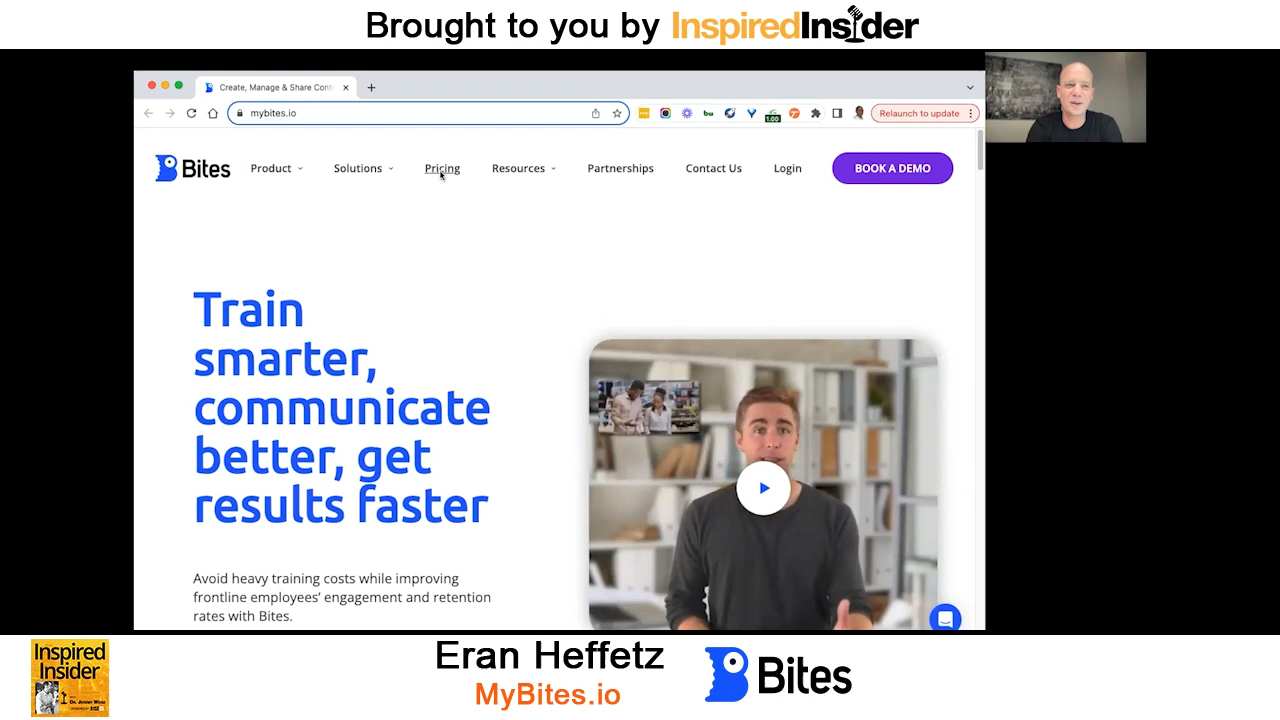 Brought to you by InspiredInsider
Create, Manage & Share Cont
mybites.io
1.00
Relaunch to update
Bites
Product
Solutions
Pricing
Resources
Partnerships
Contact Us
Login
BOOK A DEMO
Train
smarter,
communicate
better, get
results faster
Avoid heavy training costs while improving
frontline employees' engagement and retention
rates with Bites.
Inspired
Insider
Eran Heffetz
MyBites.io
Bites